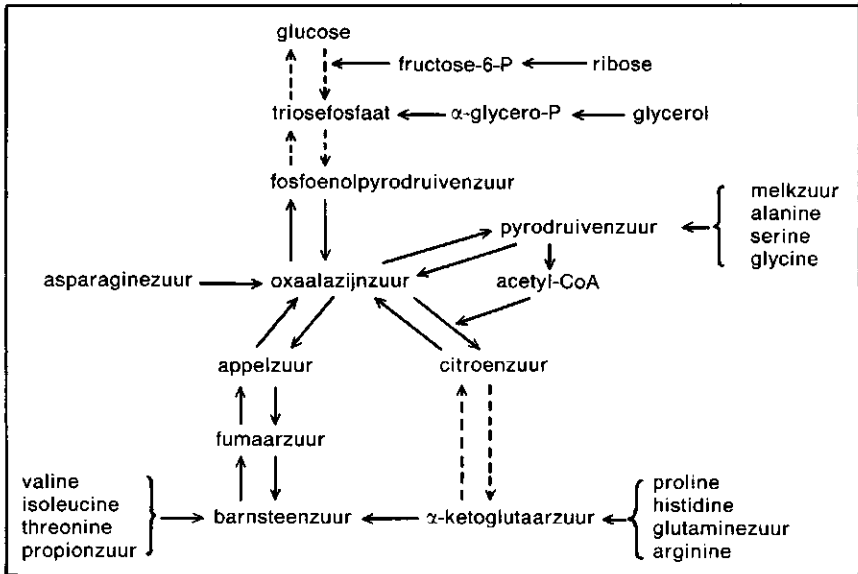 glucose
fructose-6-P
ribose
triosefosfaat
α-glycero-P
glycerol
fosfoenolpyrodruivenzuur
pyrodruivenzuur
melkzuur
alanine
serine
glycine
asparaginezuur
oxaalazijnzuur
acetyl-CoA
appelzuur
citroenzuur
fumaarzuur
valine
isoleucine
threonine
propionzuur
barnsteenzuur
α-ketoglutaarzuur
proline
histidine
glutaminezuur
arginine